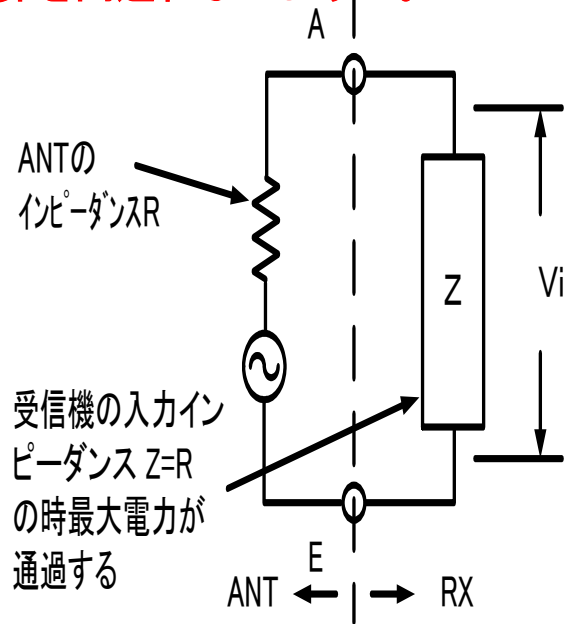 A
ANTの
インピーダンスR
Z
Vi
受信機の入力イン
ピーダンス Z=R
の時最大電力が
通過する
E
ANT
RX